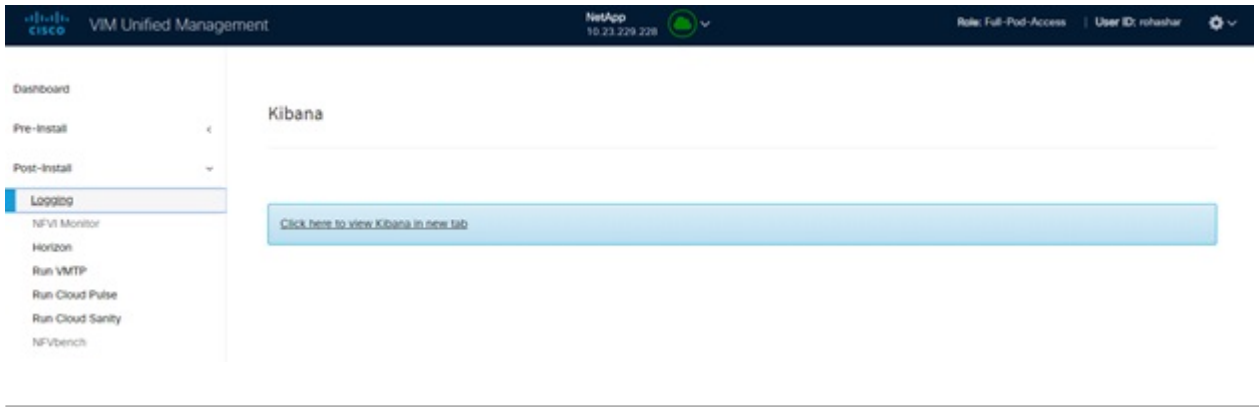 CISCO
VIM Unified Management
NetApp
10.23.229.228
Role: Full-Pod-Access | User ID: rohashar
Dashboard
Pre-Install
Post-Install
Logging
NFVI Monitor
Horizon
Run VMTP
Run Cloud Pulse
Run Cloud Sanity
NFVbench
Kibana
Click here to view Kibana in new tab